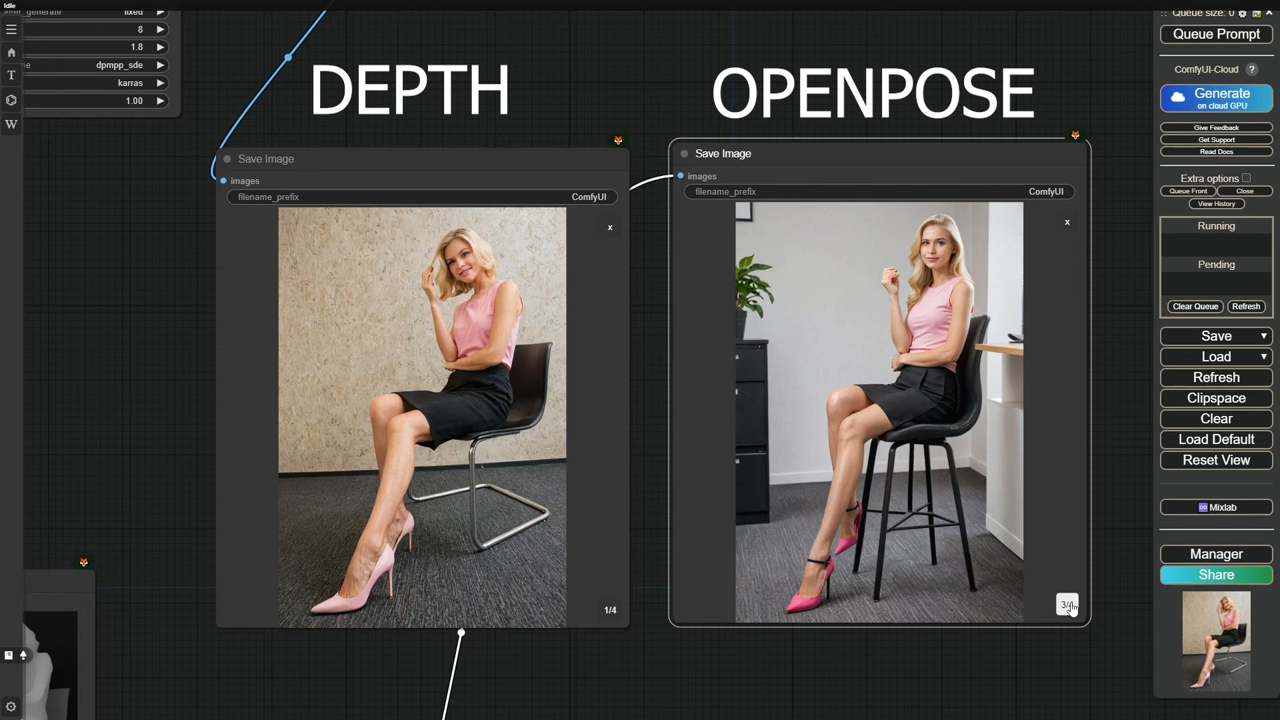 Idle
fixed
8
1.8
dpmpp_sde
karras
1.00
T
W
DEPTH
OPENPOSE
Save Image
images
filename_prefix ComfyUI
x
1/4
Save Image
images
filename_prefix ComfyUI
x
Queue size: 0
Queue Prompt
ComfyUI-Cloud ?
Generate
on cloud GPU
Give Feedback
Get Support
Read Docs
Extra options
Queue Front Close
View History
Running
Pending
Clear Queue Refresh
Save
Load
Refresh
Clipspace
Clear
Load Default
Reset View
Mixlab
Manager
Share